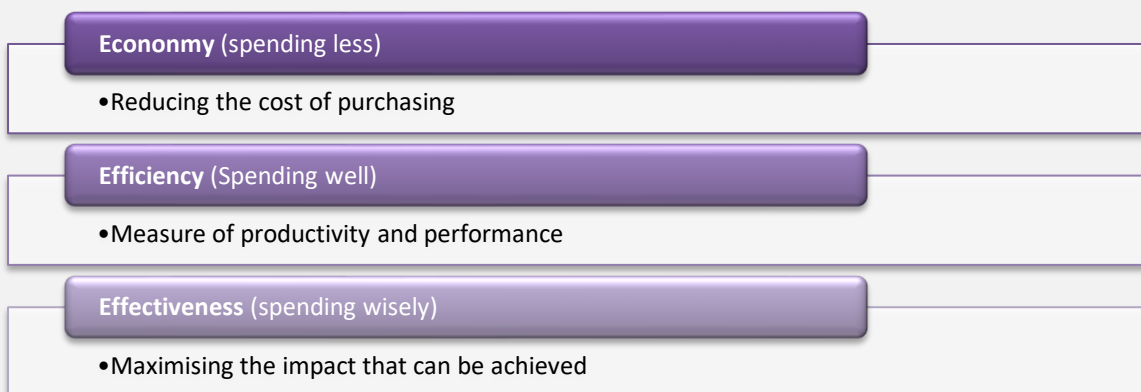 Econonmy (spending less)
•Reducing the cost of purchasing
Efficiency (Spending well)
•Measure of productivity and performance
Effectiveness (spending wisely)
•Maximising the impact that can be achieved